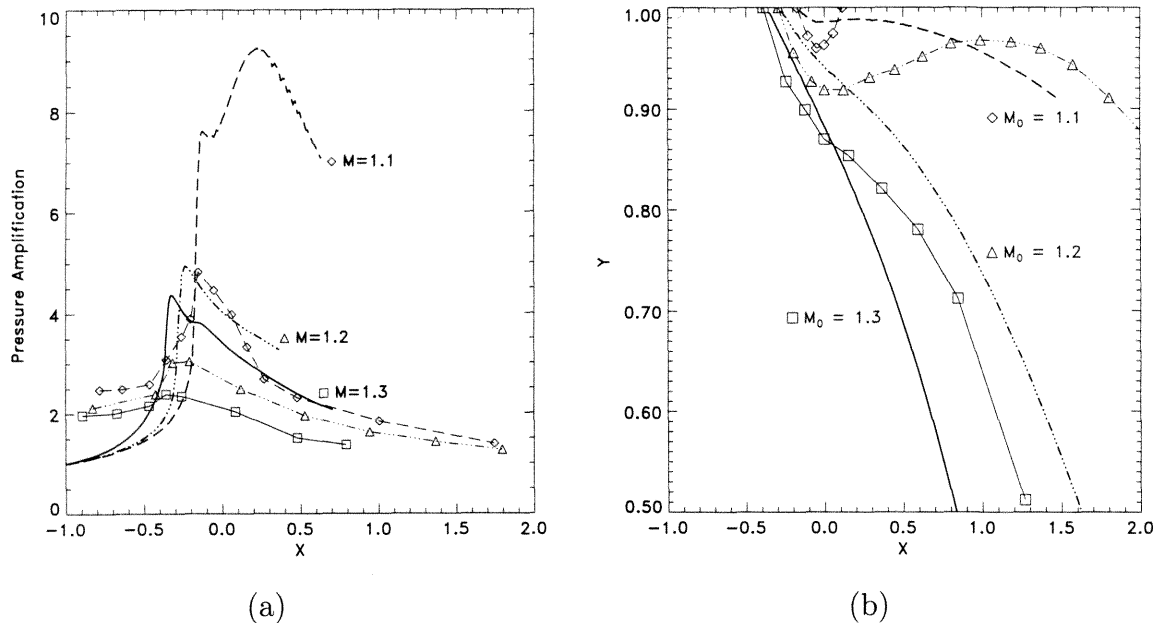 10
8
6
4
2
0
Pressure Amplification
M=1.1
M=1.2
M=1.3
-1.0 -0.5 0.0 0.5 1.0 1.5 2.0
X
(a)
1.00
0.90
0.80
0.70
0.60
0.50
Y
M₀ = 1.1
M₀ = 1.2
M₀ = 1.3
-1.0 -0.5 0.0 0.5 1.0 1.5 2.0
X
(b)